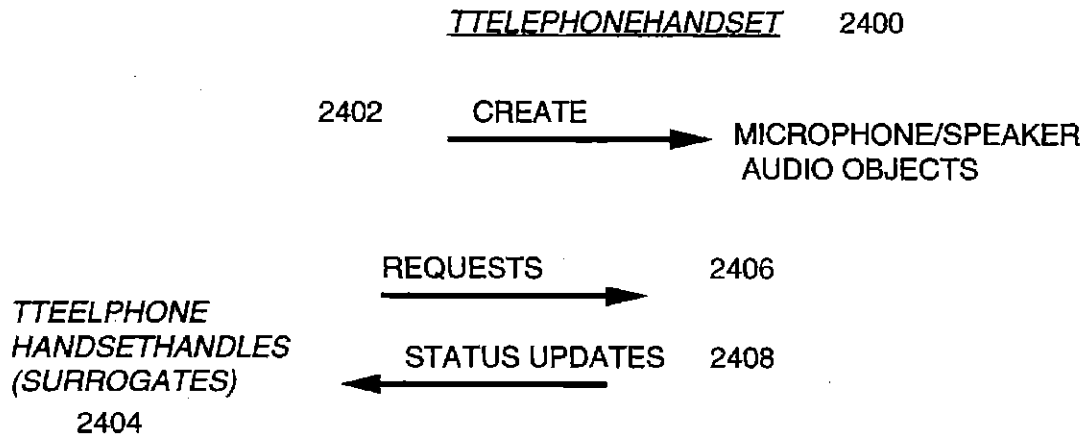 TTELEPHONEHANDSET 2400
2402 CREATE
MICROPHONE/SPEAKER
AUDIO OBJECTS
REQUESTS 2406
TTEELPHONE
HANDSETHANDLES
(SURROGATES)
2404
STATUS UPDATES 2408